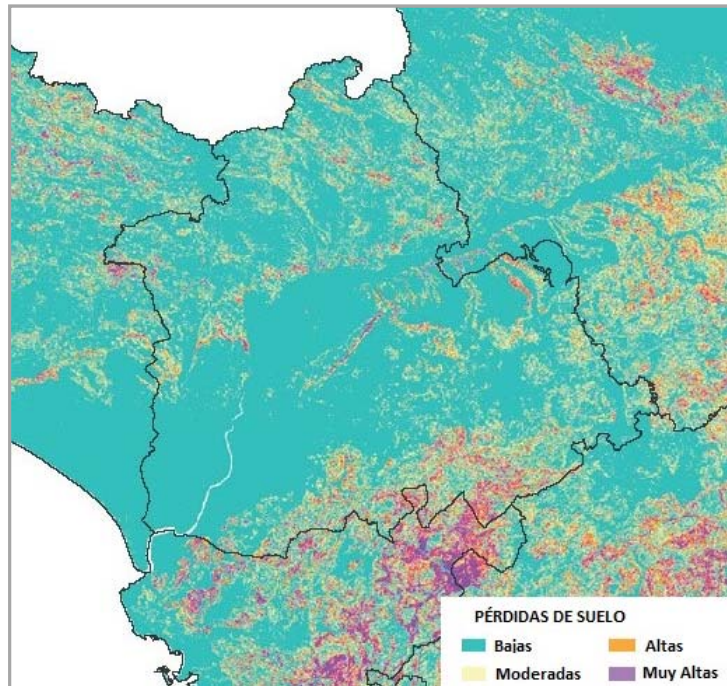 PÉRDIDAS DE SUELO
Bajas
Altas
Moderadas
Muy Altas